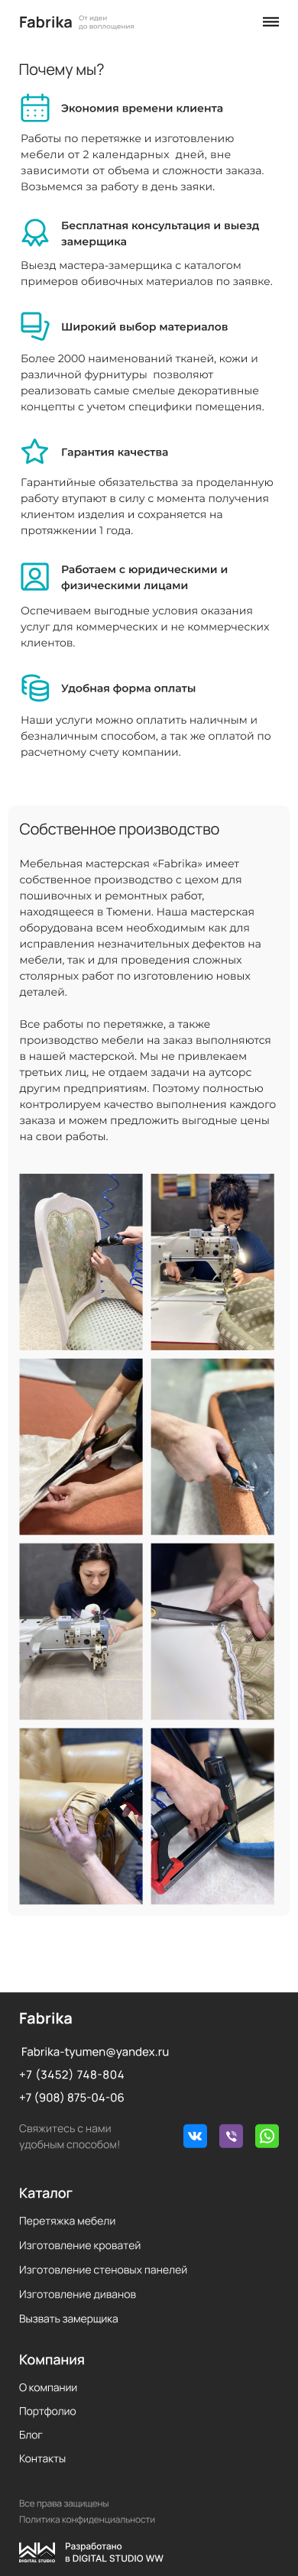 Fabrika
От идеи
до воплощения
Почему мы?
Экономия времени клиента
Работы по перетяжке и изготовлению
мебели от 2 календарных дней, вне
зависимоти от объема и сложности заказа.
Возьмемся за работу в день заяки.
Бесплатная консультация и выезд
замерщика
Выезд мастера-замерщика с каталогом
примеров обивочных материалов по заявке.
Широкий выбор материалов
Более 2000 наименований тканей, кожи и
различной фурнитуры позволяют
реализовать самые смелые декоративные
концепты с учетом специфики помещения.
Гарантия качества
Гарантийные обязательства за проделанную
работу втупают в силу с момента получения
клиентом изделия и сохраняется на
протяжении 1 года.
Работаем с юридическими и
физическими лицами
Оспечиваем выгодные условия оказания
услуг для коммерческих и не коммерческих
клиентов.
Удобная форма оплаты
Наши услуги можно оплатить наличным и
безналичным способом, а так же оплатой по
расчетному счету компании.
Собственное производство
Мебельная мастерская «Fabrika» имеет
собственное производство с цехом для
пошивочных и ремонтных работ,
находящееся в Тюмени. Наша мастерская
оборудована всем необходимым как для
исправления незначительных дефектов на
мебели, так и для проведения сложных
столярных работ по изготовлению новых
деталей.
Все работы по перетяжке, а также
производство мебели на заказ выполняются
в нашей мастерской. Мы не привлекаем
третьих лиц, не отдаем задачи на аутсорс
другим предприятиям. Поэтому полностью
контролируем качество выполнения каждого
заказа и можем предложить выгодные цены
на свои работы.
Fabrika
Fabrika-tyumen@yandex.ru
+7 (3452) 748-804
+7 (908) 875-04-06
Свяжитесь с нами
удобным способом!
Каталог
Перетяжка мебели
Изготовление кроватей
Изготовление стеновых панелей
Изготовление диванов
Вызвать замерщика
Компания
О компании
Портфолио
Блог
Контакты
Все права защищены
Политика конфиденциальности
WW
DIGITAL STUDIO
Разработано
в DIGITAL STUDIO WW